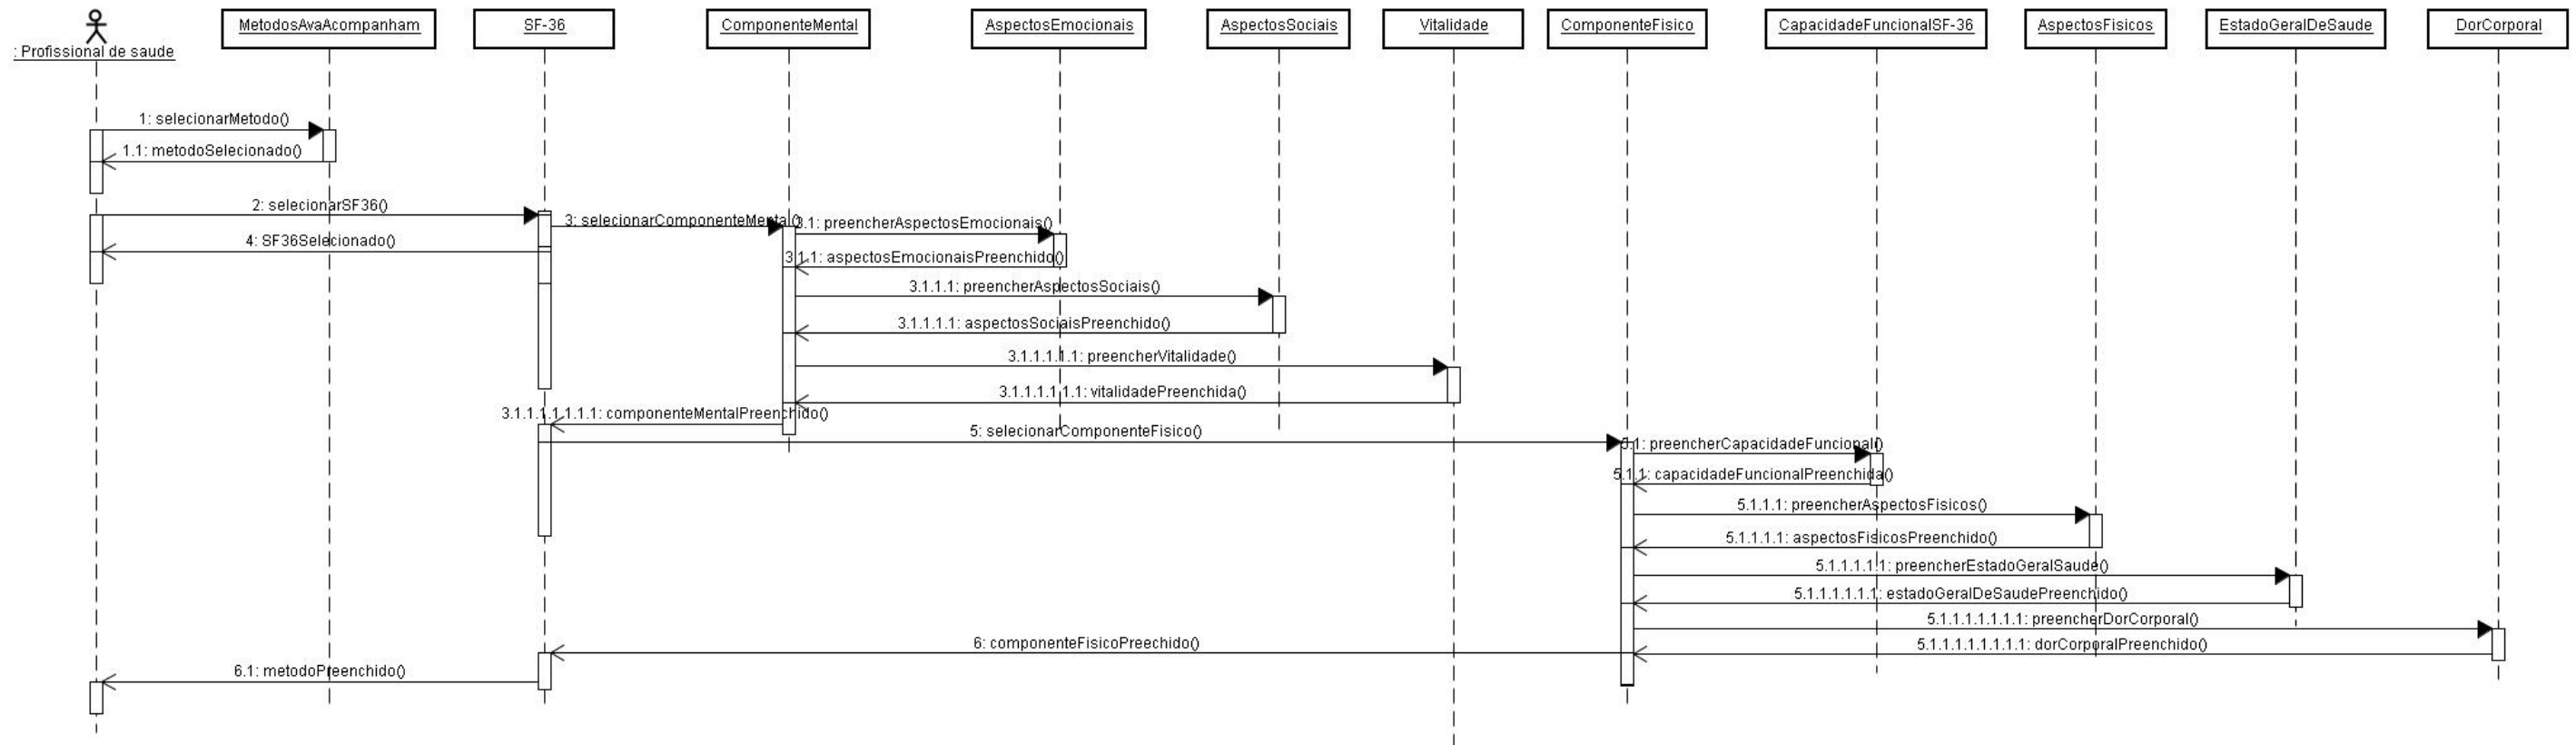 : Profissional de saude
MetodosAvaAcompanham
SF-36
ComponenteMental
AspectosEmocionais
AspectosSociais
Vitalidade
ComponenteFisico
CapacidadeFuncionalSF-36
AspectosFisicos
EstadoGeralDeSaude
DorCorporal
1: selecionarMetodo()
1.1: metodoSelecionado()
2: selecionarSF36()
3: selecionarComponenteMental()
3.1: preencherAspectosEmocionais()
4: SF36Selecionado()
3.1.1: aspectosEmocionaisPreenchido()
3.1.1.1: preencherAspectosSociais()
3.1.1.1.1: aspectosSociaisPreenchido()
3.1.1.1.1.1: preencherVitalidade()
3.1.1.1.1.1.1: vitalidadePreenchida()
3.1.1.1.1.1.1.1: componenteMentalPreenchido()
5: selecionarComponenteFisico()
5.1: preencherCapacidadeFuncional()
5.1.1: capacidadeFuncionalPreenchida()
5.1.1.1: preencherAspectosFisicos()
5.1.1.1.1: aspectosFisicosPreenchido()
5.1.1.1.1.1: preencherEstadoGeralSaude()
5.1.1.1.1.1.1: estadoGeralDeSaudePreenchido()
5.1.1.1.1.1.1.1: preencherDorCorporal()
6: componenteFisicoPreechido()
5.1.1.1.1.1.1.1.1: dorCorporalPreenchido()
6.1: metodoPreenchido()